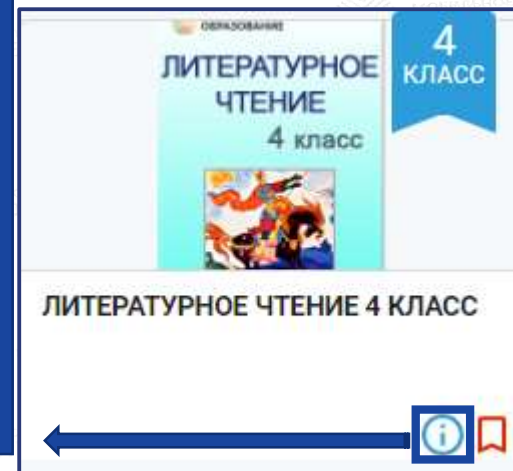 ОБРАЗОВАНИЕ
ЛИТЕРАТУРНОЕ
ЧТЕНИЕ
4 класс
4
КЛАСС
ЛИТЕРАТУРНОЕ ЧТЕНИЕ 4 КЛАСС